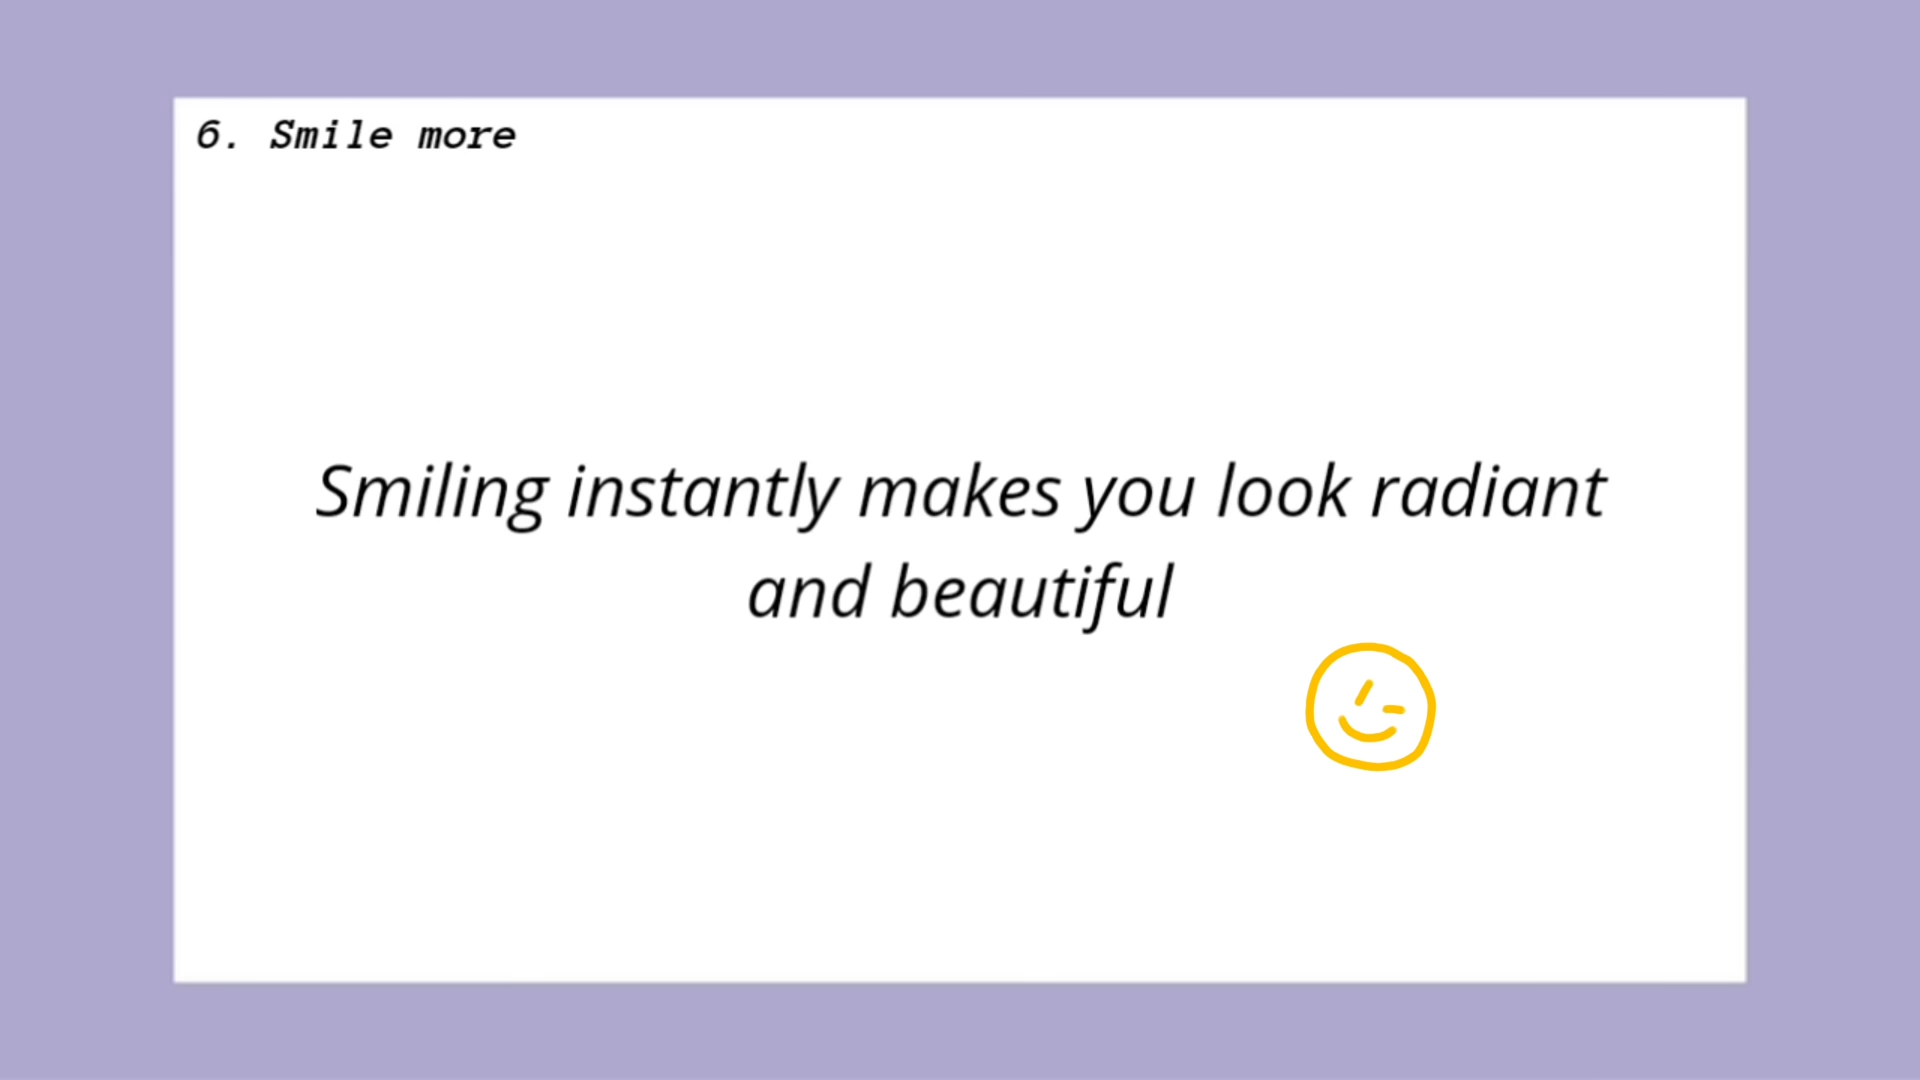 6. Smile more
Smiling instantly makes you look radiant
and beautiful